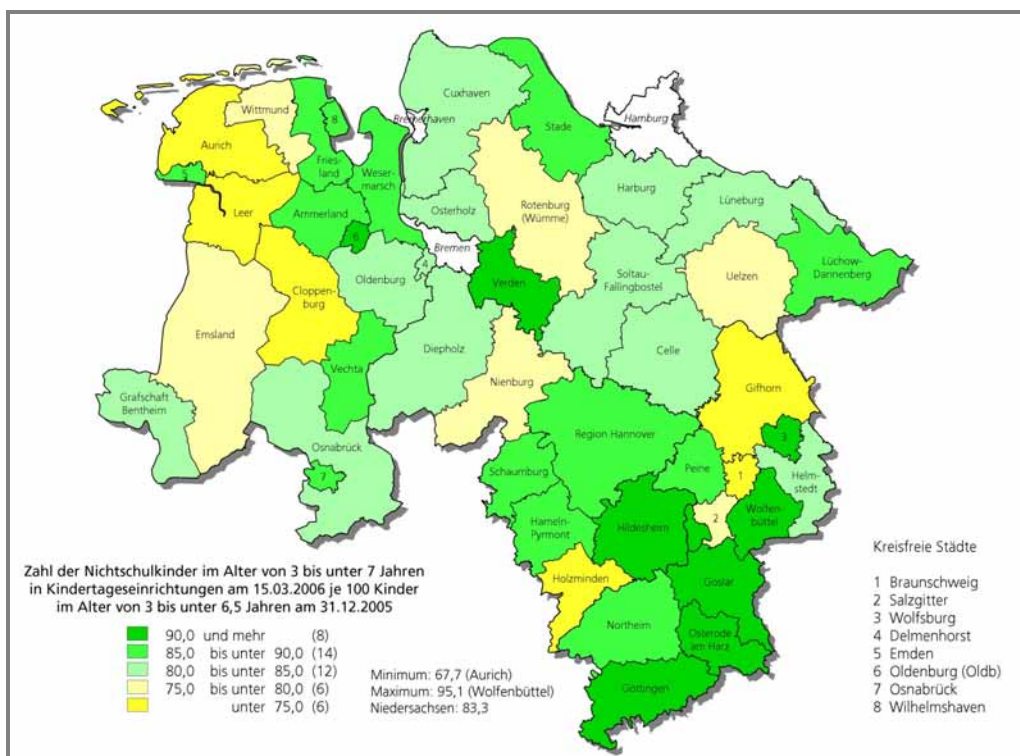 Cuxhaven
Wittmund
Bremerhaven
Hamburg
8
Stade
Aurich
Fries-
land
Weser-
marsch
5
Harburg
Lüneburg
Leer
Ammerland
Osterholz
Rotenburg
(Wümme)
6
Bremen
4
Oldenburg
Verden
Soltau-
Fallingbostel
Uelzen
Lüchow-
Dannenberg
Cloppen-
burg
Emsland
Diepholz
Celle
Vechta
Nienburg
Gifhorn
Grafschaft
Bentheim
Osnabrück
Region Hannover
3
7
Schaumburg
Peine
1
Helm-
stedt
Hameln-
Pyrmont
Hildesheim
2
Wolfen-
büttel
Holzminden
Goslar
Northeim
Osterode
am Harz
Göttingen
Zahl der Nichtschulkinder im Alter von 3 bis unter 7 Jahren
in Kindertageseinrichtungen am 15.03.2006 je 100 Kinder
im Alter von 3 bis unter 6,5 Jahren am 31.12.2005
90,0 und mehr (8)
85,0 bis unter 90,0 (14)
80,0 bis unter 85,0 (12)
75,0 bis unter 80,0 (6)
unter 75,0 (6)
Minimum: 67,7 (Aurich)
Maximum: 95,1 (Wolfenbüttel)
Niedersachsen: 83,3
Kreisfreie Städte
1 Braunschweig
2 Salzgitter
3 Wolfsburg
4 Delmenhorst
5 Emden
6 Oldenburg (Oldb)
7 Osnabrück
8 Wilhelmshaven